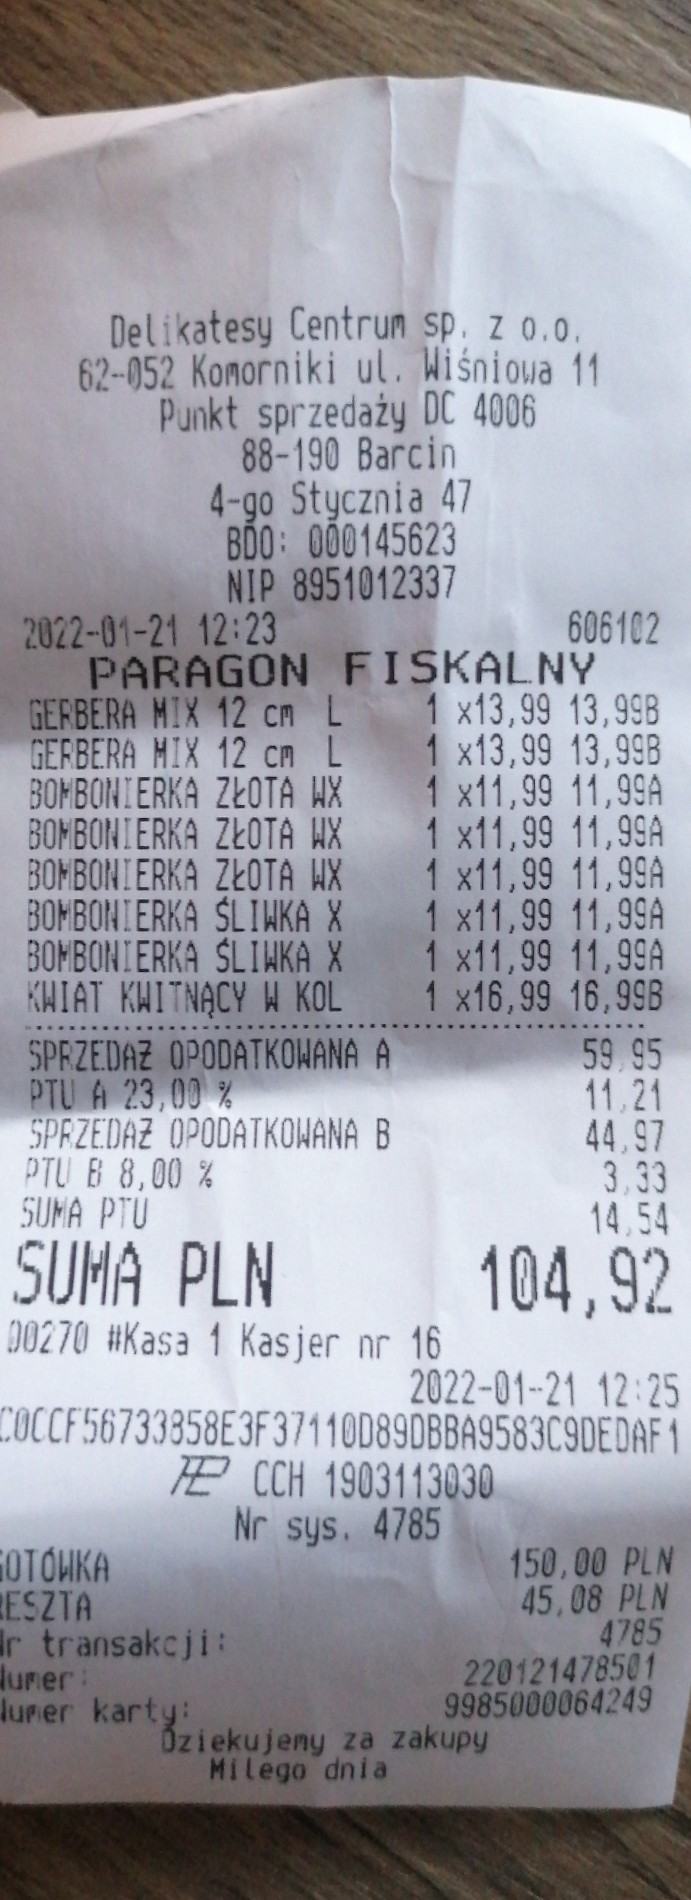 Delikatesy Centrum sp. z o.o.
62-052 Komorniki ul. Wiśniowa 11
Punkt sprzedaży DC 4006
88-190 Barcin
4-go Stycznia 47
BDO: 000145623
NIP 8951012337
2022-01-21 12:23 606102
PARAGON FISKALNY
GERBERA MIX 12 cm L 1 x13,99 13,99B
GERBERA MIX 12 cm L 1 x13,99 13,99B
BOMBONIERKA ZŁOTA WX 1 x11,99 11,99A
BOMBONIERKA ZŁOTA WX 1 x11,99 11,99A
BOMBONIERKA ZŁOTA WX 1 x11,99 11,99A
BOMBONIERKA ŚLIWKA X 1 x11,99 11,99A
BOMBONIERKA ŚLIWKA X 1 x11,99 11,99A
KWIAT KWITNĄCY W KOL 1 x16,99 16,99B
SPRZEDAŻ OPODATKOWANA A 59,95
PTU A 23,00 % 11,21
SPRZEDAŻ OPODATKOWANA B 44,97
PTU B 8,00 % 3,33
SUMA PTU 14,54
SUMA PLN 104,92
00270 #Kasa 1 Kasjer nr 16
2022-01-21 12:25
C0CCF56733858E3F37110D89DBBA9583C9DEDAF1
CCH 1903113030
Nr sys. 4785
GOTÓWKA 150,00 PLN
RESZTA 45,08 PLN
Nr transakcji: 4785
Numer: 220121478501
Numer karty: 9985000064249
Dziekujemy za zakupy
Milego dnia